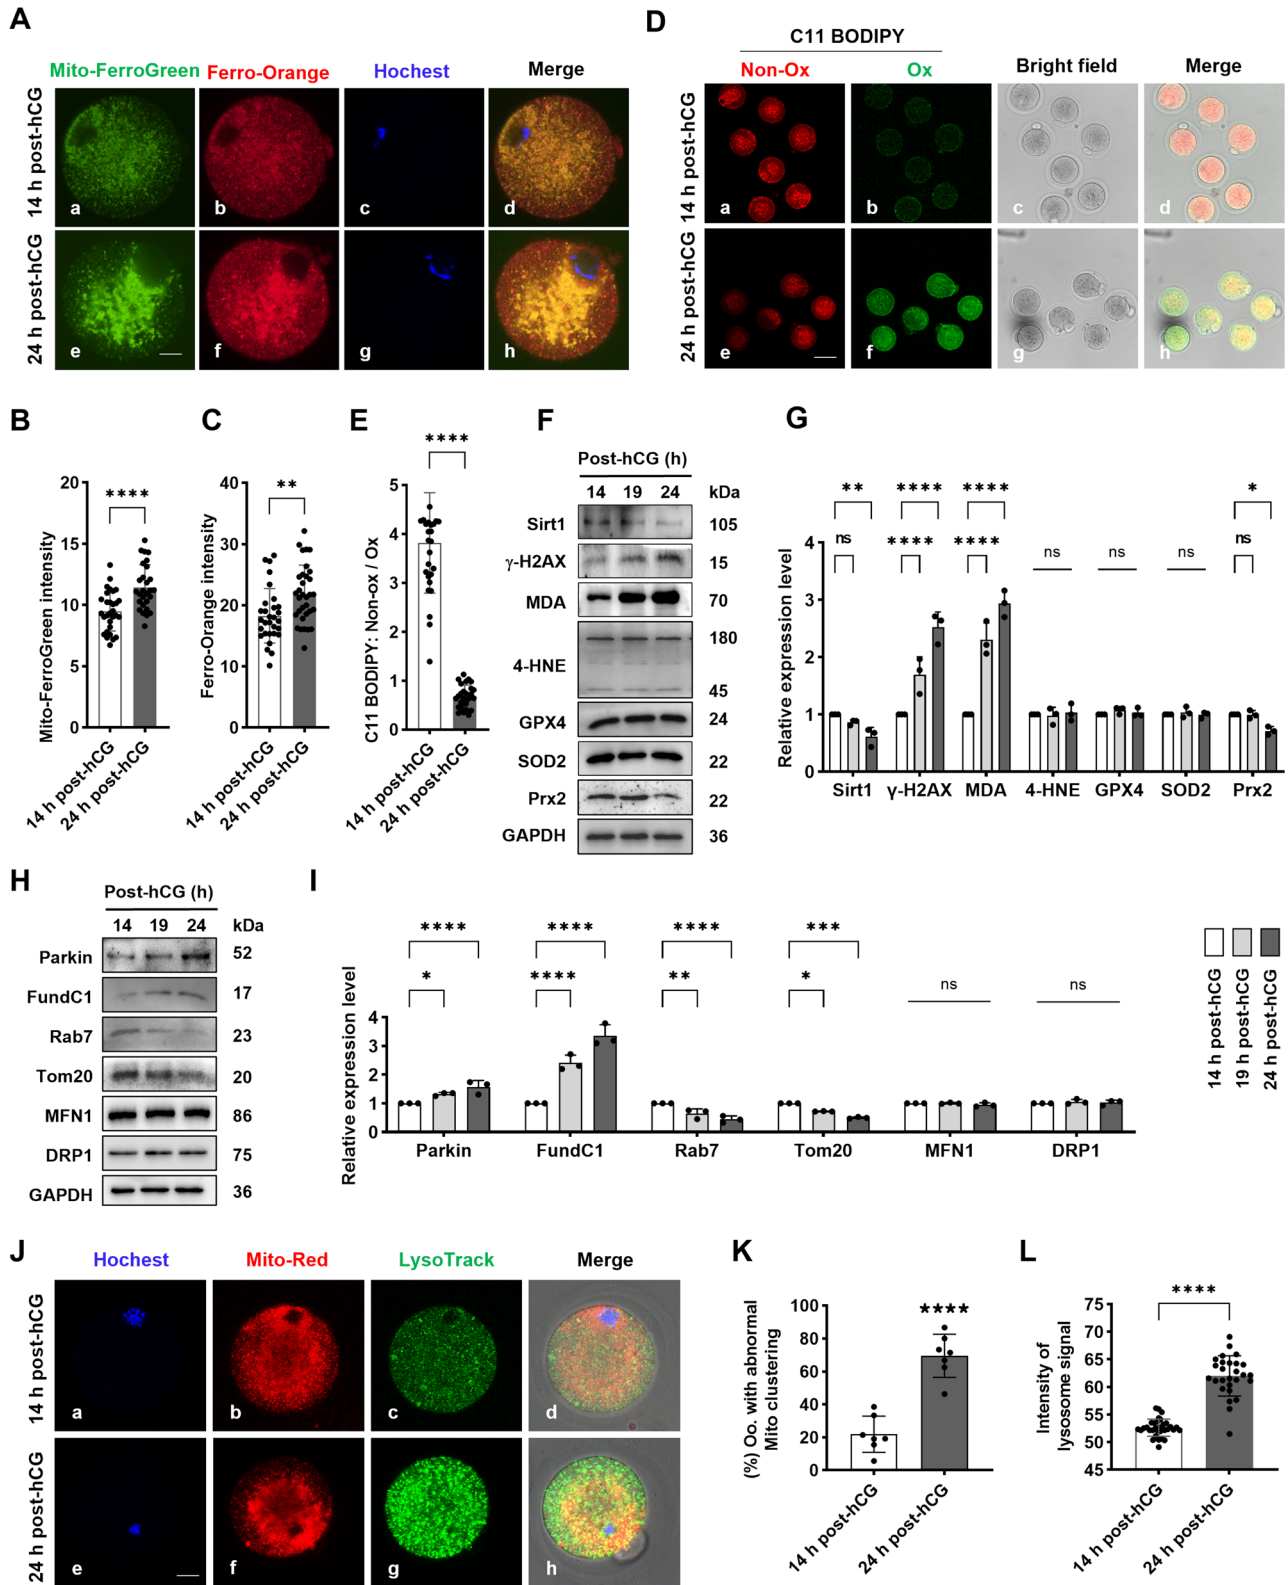 A
Mito-FerroGreen Ferro-Orange Hochest Merge
14 h post-hCG
a b c d
24 h post-hCG
e f g h
D
C11 BODIPY
Non-Ox Ox Bright field Merge
14 h post-hCG
a b c d
24 h post-hCG
e f g h
B
Mito-FerroGreen intensity
20
15
10
5
0
****
14 h post-hCG
24 h post-hCG
C
Ferro-Orange intensity
40
30
20
10
0
**
14 h post-hCG
24 h post-hCG
E
C11 BODIPY: Non-ox / Ox
5
4
3
2
1
0
****
14 h post-hCG
24 h post-hCG
F
Post-hCG (h)
14 19 24 kDa
Sirt1 105
γ-H2AX 15
MDA 70
4-HNE 180
45
GPX4 24
SOD2 22
Prx2 22
GAPDH 36
G
Relative expression level
4
3
2
1
0
** **** **** *
ns **** **** ns ns ns ns
Sirt1 γ-H2AX MDA 4-HNE GPX4 SOD2 Prx2
H
Post-hCG (h)
14 19 24 kDa
Parkin 52
FundC1 17
Rab7 23
Tom20 20
MFN1 86
DRP1 75
GAPDH 36
I
Relative expression level
4
3
2
1
0
**** **** **** ***
* **** ** * ns ns
Parkin FundC1 Rab7 Tom20 MFN1 DRP1
14 h post-hCG
19 h post-hCG
24 h post-hCG
J
Hochest Mito-Red LysoTrack Merge
14 h post-hCG
a b c d
24 h post-hCG
e f g h
K
(%) Oo. with abnormal
Mito clustering
100
80
60
40
20
0
****
14 h post-hCG
24 h post-hCG
L
Intensity of
lysosome signal
75
70
65
60
55
50
45
****
14 h post-hCG
24 h post-hCG